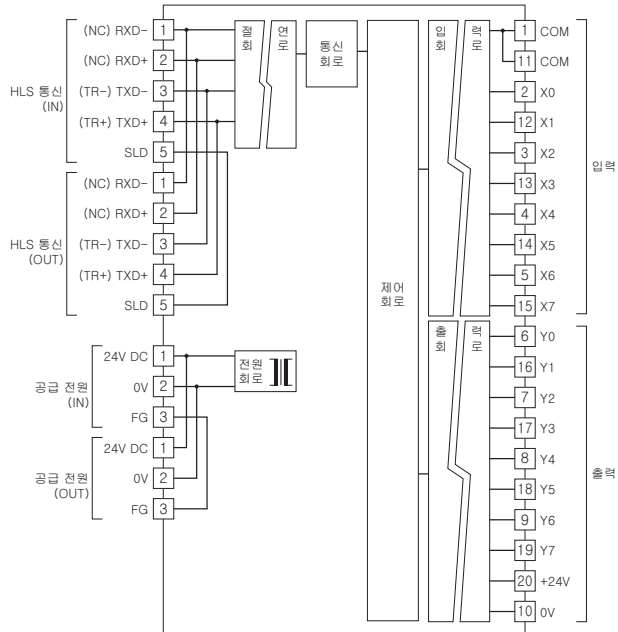 HLS 통신
(IN)
(NC) RXD- 1
(NC) RXD+ 2
(TR-) TXD- 3
(TR+) TXD+ 4
SLD 5
HLS 통신
(OUT)
(NC) RXD- 1
(NC) RXD+ 2
(TR-) TXD- 3
(TR+) TXD+ 4
SLD 5
공급 전원
(IN)
24V DC 1
0V 2
FG 3
공급 전원
(OUT)
24V DC 1
0V 2
FG 3
절연
회로
통신
회로
전원
회로
제어
회로
입력
회로
출력
회로
1 COM
11 COM
2 X0
12 X1
3 X2
13 X3
4 X4
14 X5
5 X6
15 X7
입력
6 Y0
16 Y1
7 Y2
17 Y3
8 Y4
18 Y5
9 Y6
19 Y7
20 +24V
10 0V
출력